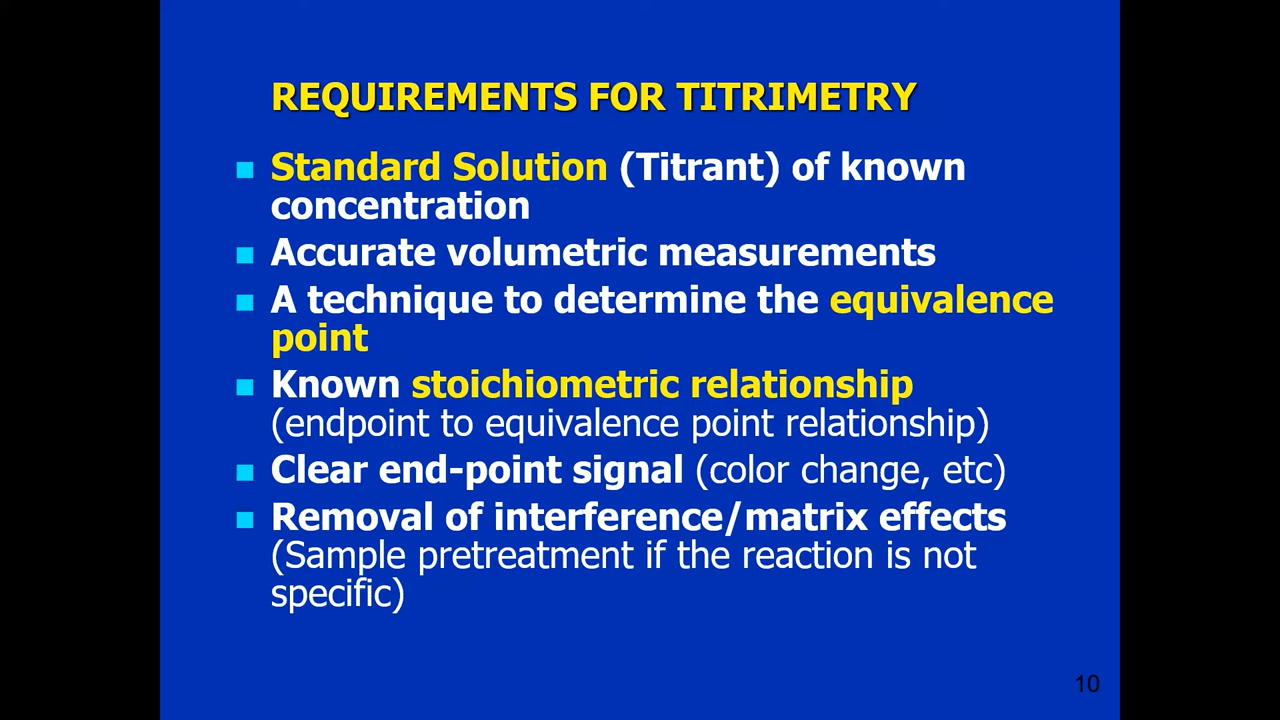 REQUIREMENTS FOR TITRIMETRY
Standard Solution (Titrant) of known
concentration
Accurate volumetric measurements
A technique to determine the equivalence
point
Known stoichiometric relationship
(endpoint to equivalence point relationship)
Clear end-point signal (color change, etc)
Removal of interference/matrix effects
(Sample pretreatment if the reaction is not
specific)
10